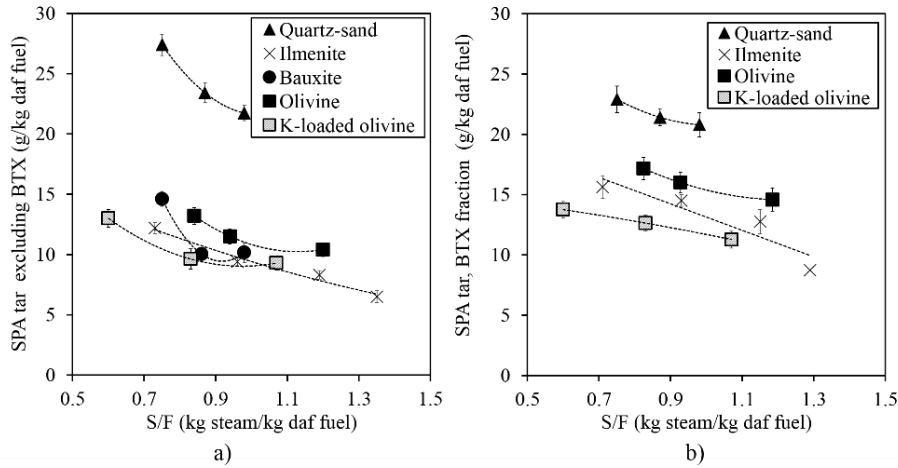 SPA tar excluding BTX (g/kg daf fuel)
30
25
20
15
10
5
0
Quartz-sand
Ilmenite
Bauxite
Olivine
K-loaded olivine
0.5 0.7 0.9 1.1 1.3 1.5
S/F (kg steam/kg daf fuel)
a)
SPA tar, BTX fraction (g/kg daf fuel)
30
25
20
15
10
5
0
Quartz-sand
Ilmenite
Olivine
K-loaded olivine
0.5 0.7 0.9 1.1 1.3 1.5
S/F (kg steam/kg daf fuel)
b)